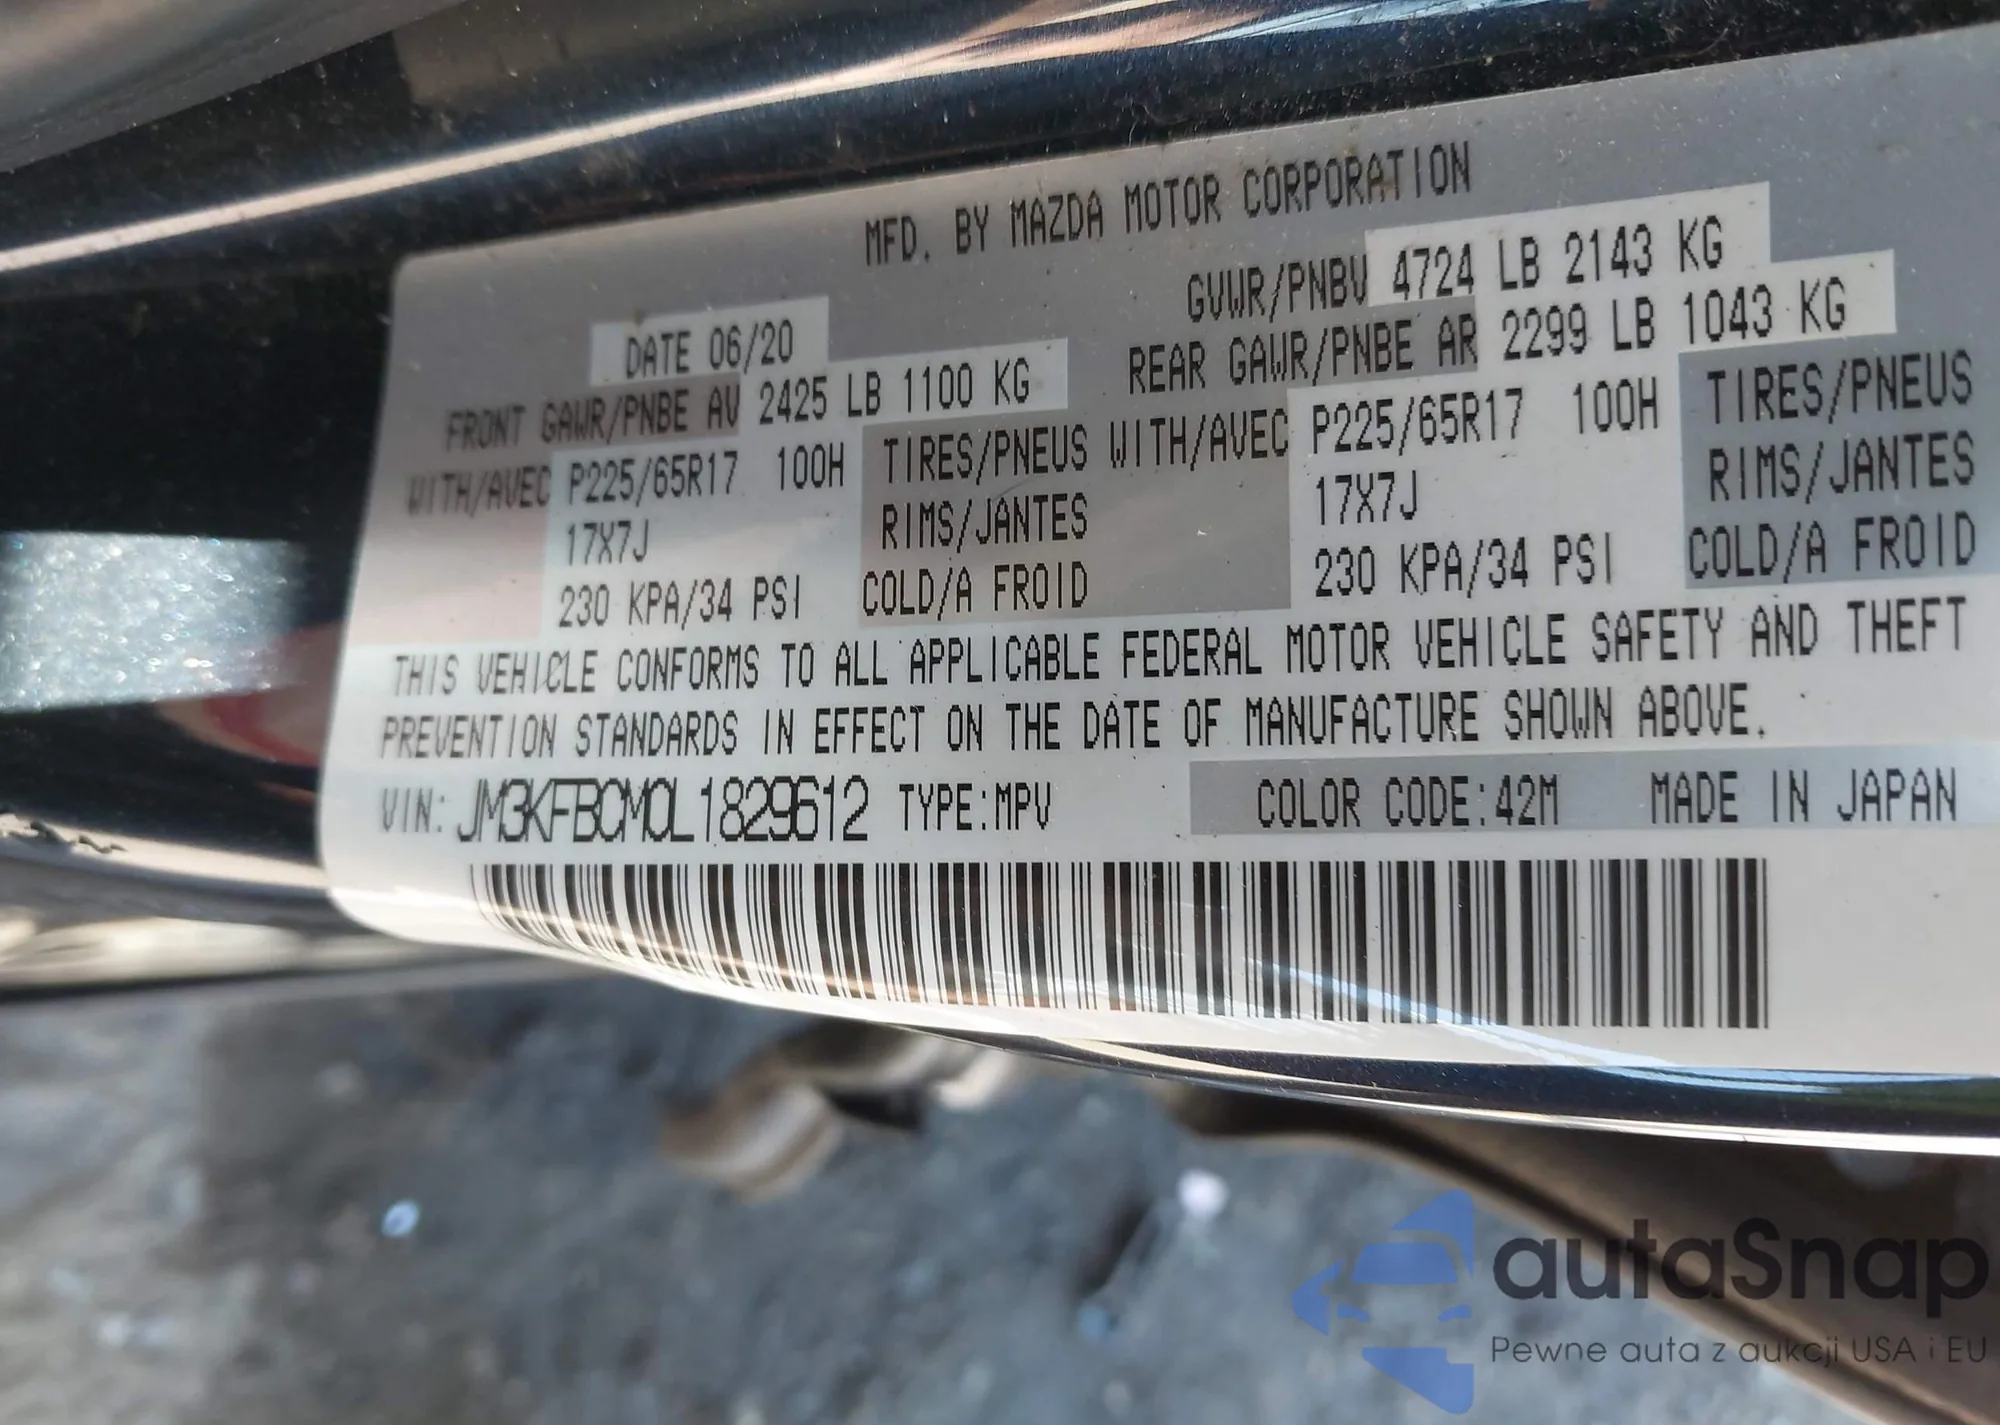 MFD. BY MAZDA MOTOR CORPORATION
DATE 06/20 GVWR/PNBV 4724 LB 2143 KG
FRONT GAWR/PNBE AV 2425 LB 1100 KG REAR GAWR/PNBE AR 2299 LB 1043 KG
WITH/AVEC P225/65R17 100H TIRES/PNEUS WITH/AVEC P225/65R17 100H TIRES/PNEUS
17X7J RIMS/JANTES 17X7J RIMS/JANTES
230 KPA/34 PSI COLD/A FROID 230 KPA/34 PSI COLD/A FROID
THIS VEHICLE CONFORMS TO ALL APPLICABLE FEDERAL MOTOR VEHICLE SAFETY AND THEFT
PREVENTION STANDARDS IN EFFECT ON THE DATE OF MANUFACTURE SHOWN ABOVE.
VIN: JM3KFBCM0L1829612 TYPE:MPV COLOR CODE:42M MADE IN JAPAN
autaSnap
Pewne auta z aukcji USA i EU